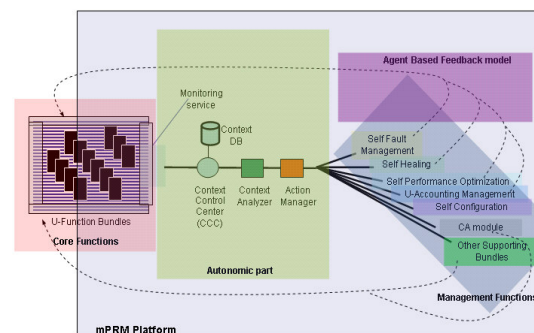 Agent Based Feedback model
Monitoring
service
Context
DB
Self Fault
Management
Self Healing
Self Performance Optimization
U-Accounting Management
Self Configuration
CA module
Other Supporting
Bundles
Context
Control
Center
(CCC)
Context
Analyzer
Action
Manager
U-Function Bundles
Core Functions
Autonomic part
Management Functions
mPRM Platform